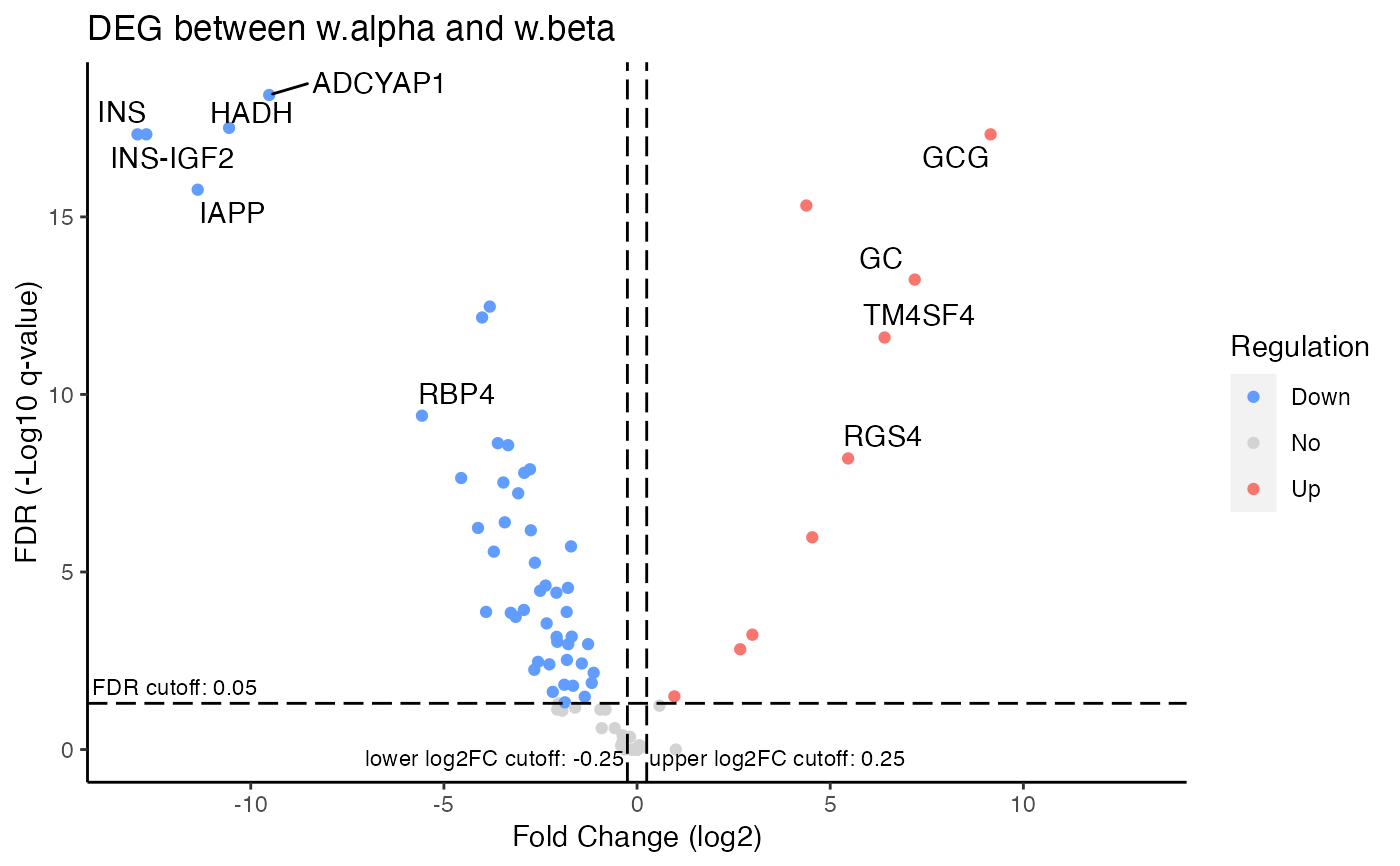 DEG between w.alpha and w.beta
ADCYAP1
INS
HADH
INS-IGF2
IAPP
GCG
GC
TM4SF4
RBP4
RGS4
FDR (-Log10 q-value)
15
10
5
0
FDR cutoff: 0.05
lower log2FC cutoff: -0.25
upper log2FC cutoff: 0.25
-10
-5
0
5
10
Fold Change (log2)
Regulation
Down
No
Up